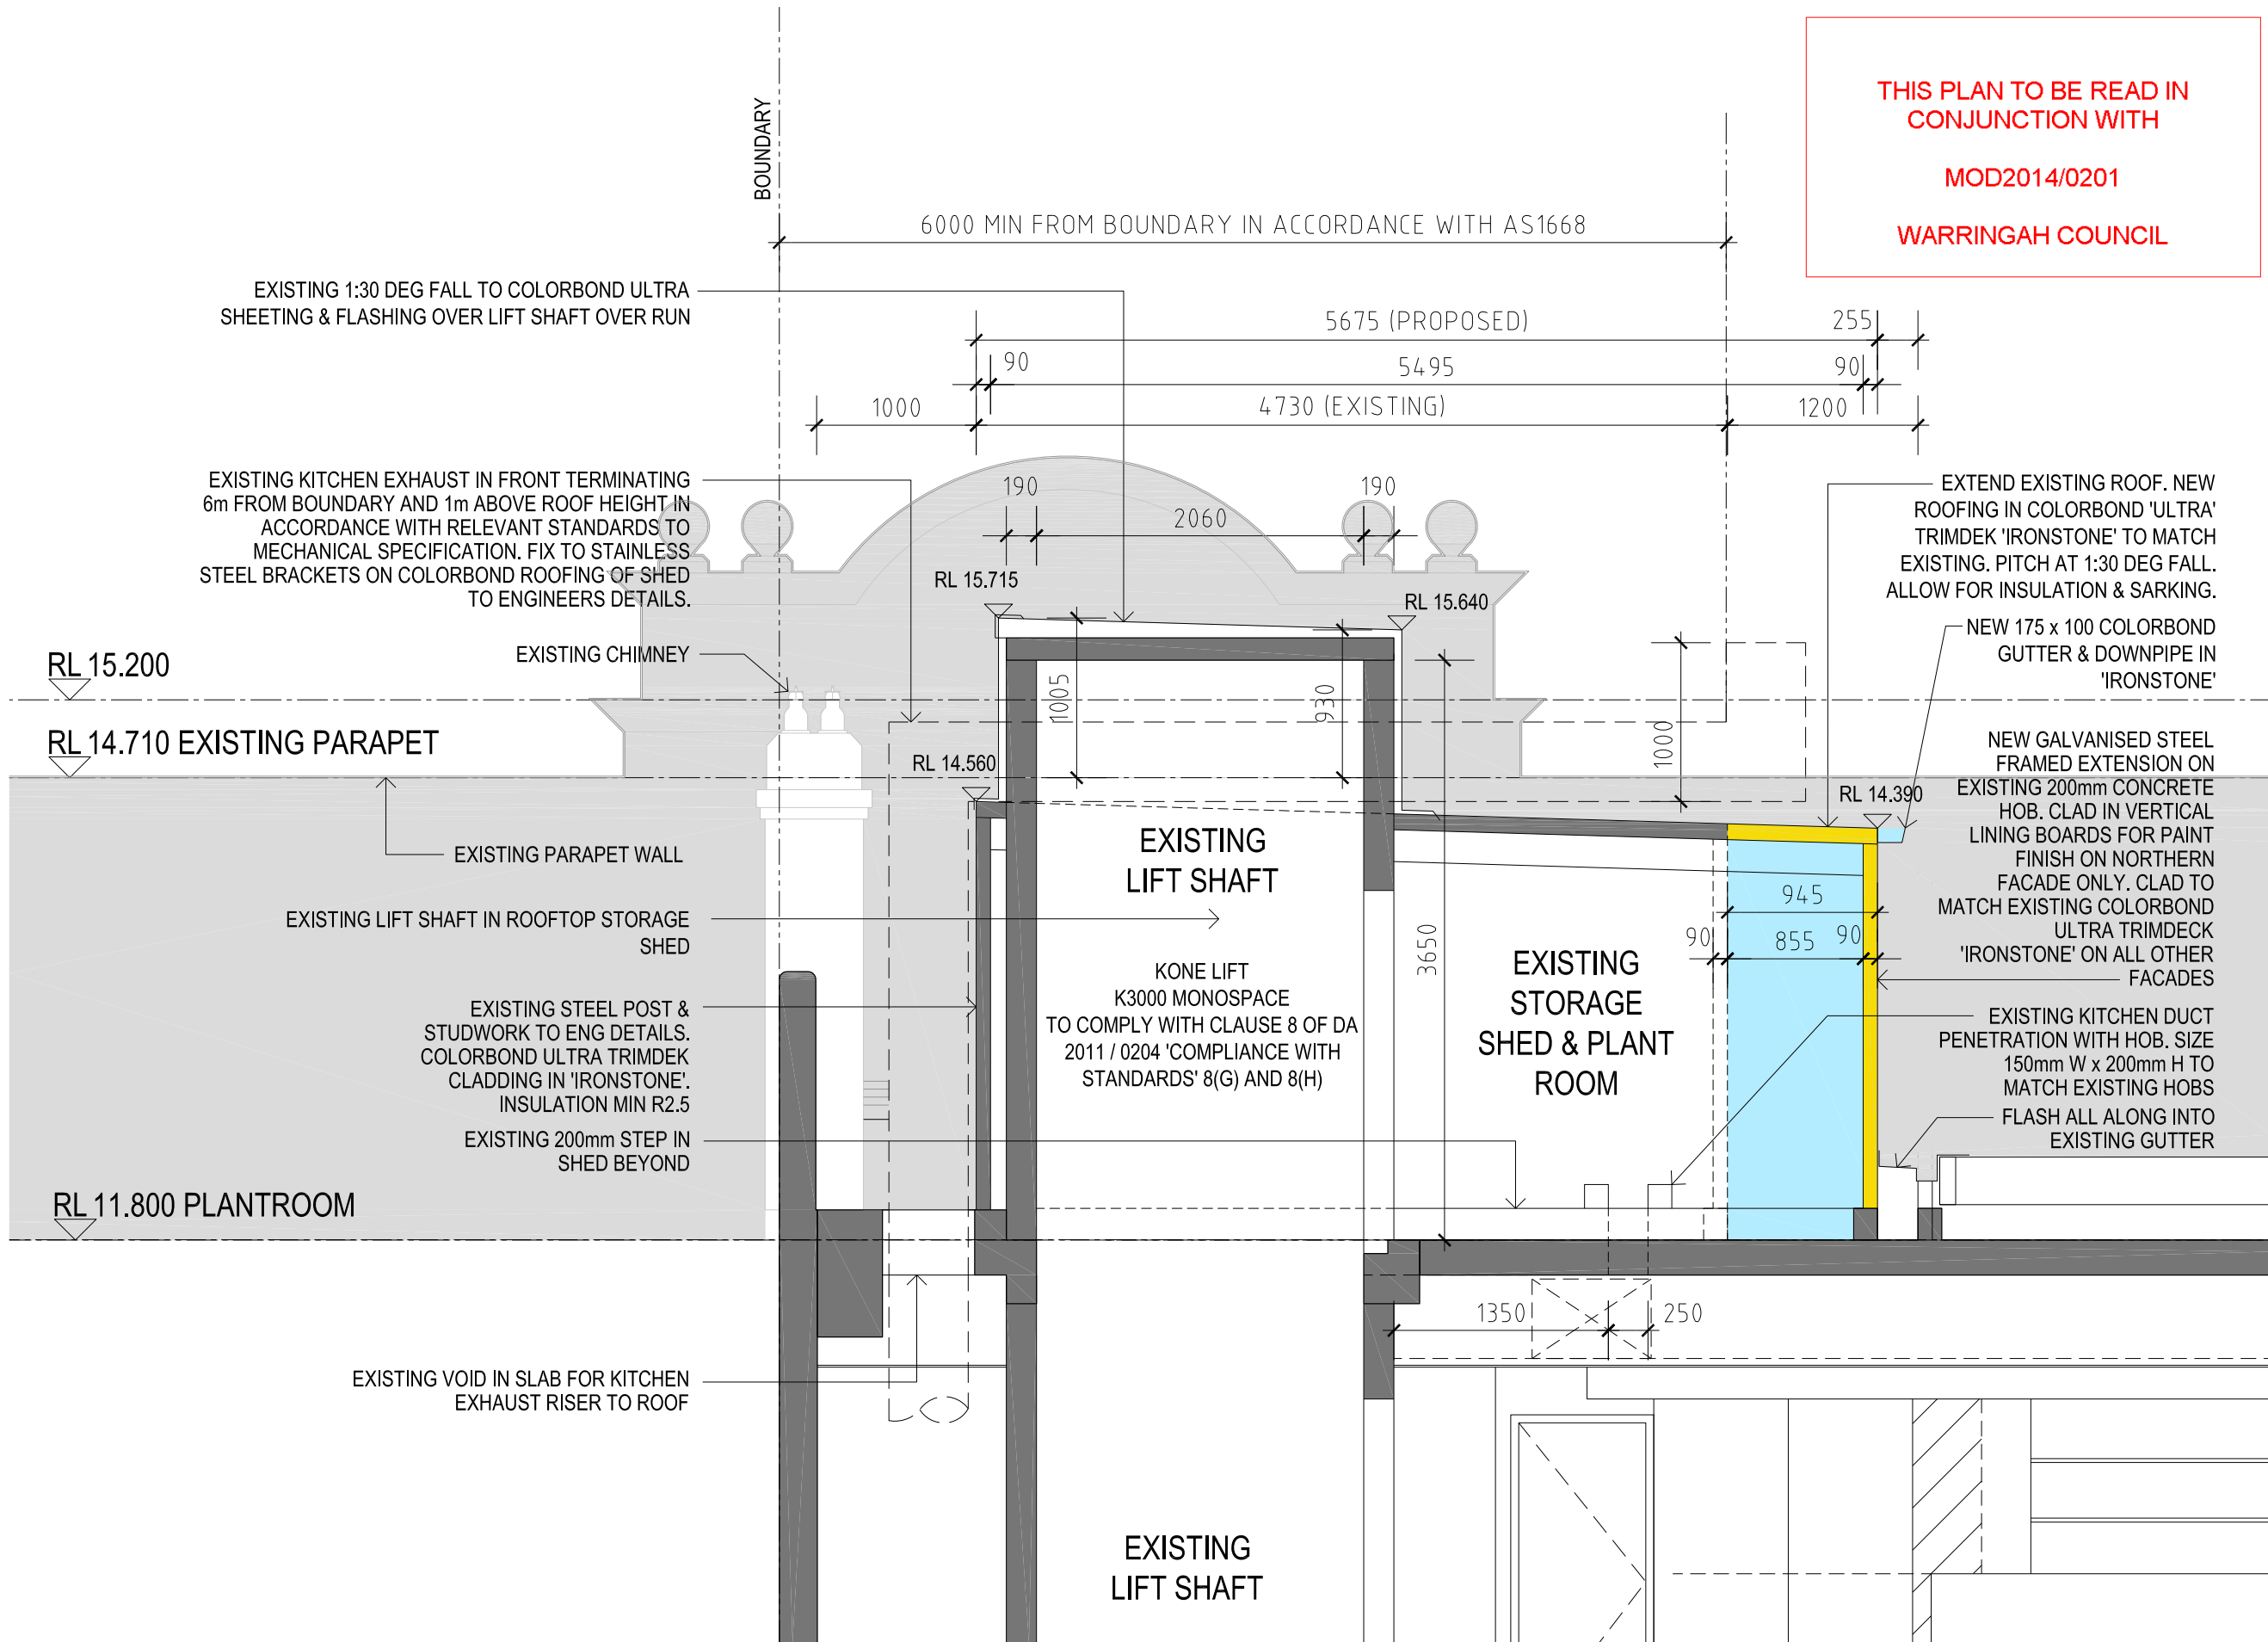 THIS PLAN TO BE READ IN
CONJUNCTION WITH
MOD2014/0201
WARRINGAH COUNCIL
BOUNDARY
6000 MIN FROM BOUNDARY IN ACCORDANCE WITH AS1668
EXISTING 1:30 DEG FALL TO COLORBOND ULTRA
SHEETING & FLASHING OVER LIFT SHAFT OVER RUN
5675 (PROPOSED)
255
90
5495
90
1000
4730 (EXISTING)
1200
EXISTING KITCHEN EXHAUST IN FRONT TERMINATING
6m FROM BOUNDARY AND 1m ABOVE ROOF HEIGHT IN
ACCORDANCE WITH RELEVANT STANDARDS TO
MECHANICAL SPECIFICATION. FIX TO STAINLESS
STEEL BRACKETS ON COLORBOND ROOFING OF SHED
TO ENGINEERS DETAILS.
190
2060
190
RL 15.715
RL 15.640
EXTEND EXISTING ROOF. NEW
ROOFING IN COLORBOND 'ULTRA'
TRIMDEK 'IRONSTONE' TO MATCH
EXISTING. PITCH AT 1:30 DEG FALL.
ALLOW FOR INSULATION & SARKING.
NEW 175 x 100 COLORBOND
GUTTER & DOWNPIPE IN
'IRONSTONE'
EXISTING CHIMNEY
RL 15.200
1005
930
1000
RL 14.710 EXISTING PARAPET
RL 14.560
RL 14.390
NEW GALVANISED STEEL
FRAMED EXTENSION ON
EXISTING 200mm CONCRETE
HOB. CLAD IN VERTICAL
LINING BOARDS FOR PAINT
FINISH ON NORTHERN
FACADE ONLY. CLAD TO
MATCH EXISTING COLORBOND
ULTRA TRIMDECK
'IRONSTONE' ON ALL OTHER
FACADES
EXISTING PARAPET WALL
EXISTING
LIFT SHAFT
EXISTING LIFT SHAFT IN ROOFTOP STORAGE
SHED
945
90
855
90
3650
KONE LIFT
K3000 MONOSPACE
TO COMPLY WITH CLAUSE 8 OF DA
2011 / 0204 'COMPLIANCE WITH
STANDARDS' 8(G) AND 8(H)
EXISTING
STORAGE
SHED & PLANT
ROOM
EXISTING STEEL POST &
STUDWORK TO ENG DETAILS.
COLORBOND ULTRA TRIMDEK
CLADDING IN 'IRONSTONE'.
INSULATION MIN R2.5
EXISTING KITCHEN DUCT
PENETRATION WITH HOB. SIZE
150mm W x 200mm H TO
MATCH EXISTING HOBS
EXISTING 200mm STEP IN
SHED BEYOND
FLASH ALL ALONG INTO
EXISTING GUTTER
RL 11.800 PLANTROOM
1350
250
EXISTING VOID IN SLAB FOR KITCHEN
EXHAUST RISER TO ROOF
EXISTING
LIFT SHAFT